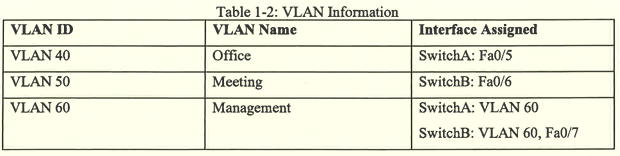 Table 1-2: VLAN Information
VLAN ID VLAN Name Interface Assigned
VLAN 40 Office SwitchA: Fa0/5
VLAN 50 Meeting SwitchB: Fa0/6
VLAN 60 Management SwitchA: VLAN 60
SwitchB: VLAN 60, Fa0/7